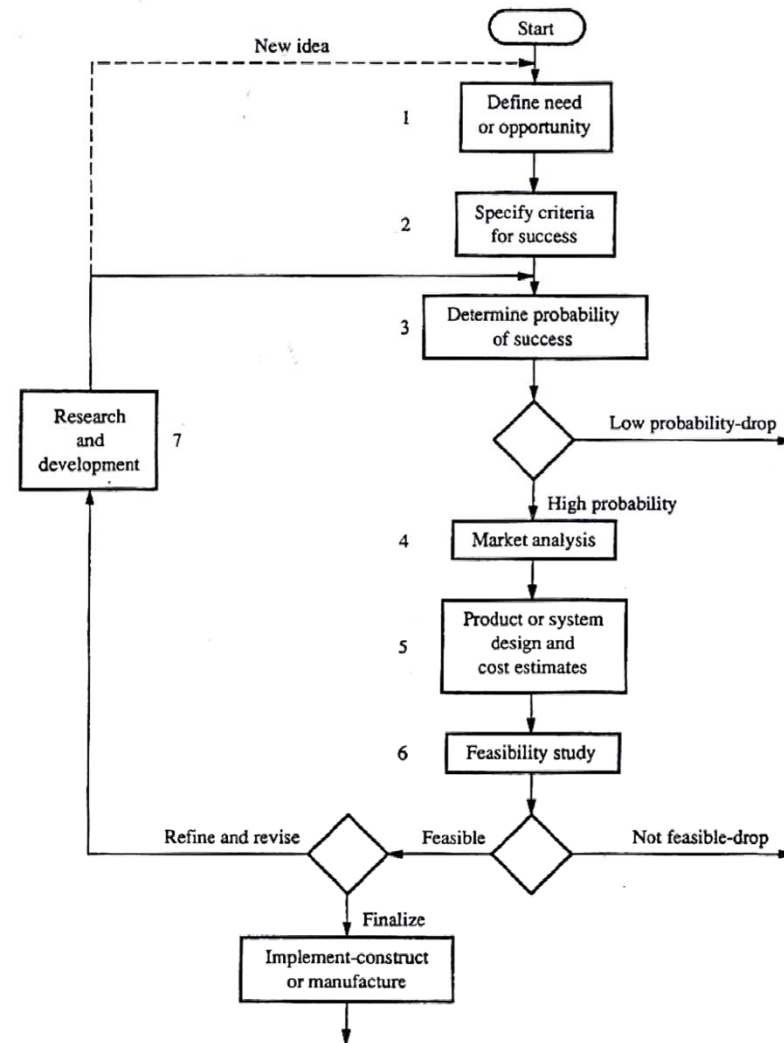 Start
New idea
1
Define need
or opportunity
2
Specify criteria
for success
3
Determine probability
of success
Research
and
development
7
Low probability-drop
High probability
4
Market analysis
5
Product or system
design and
cost estimates
6
Feasibility study
Refine and revise
Feasible
Not feasible-drop
Finalize
Implement-construct
or manufacture